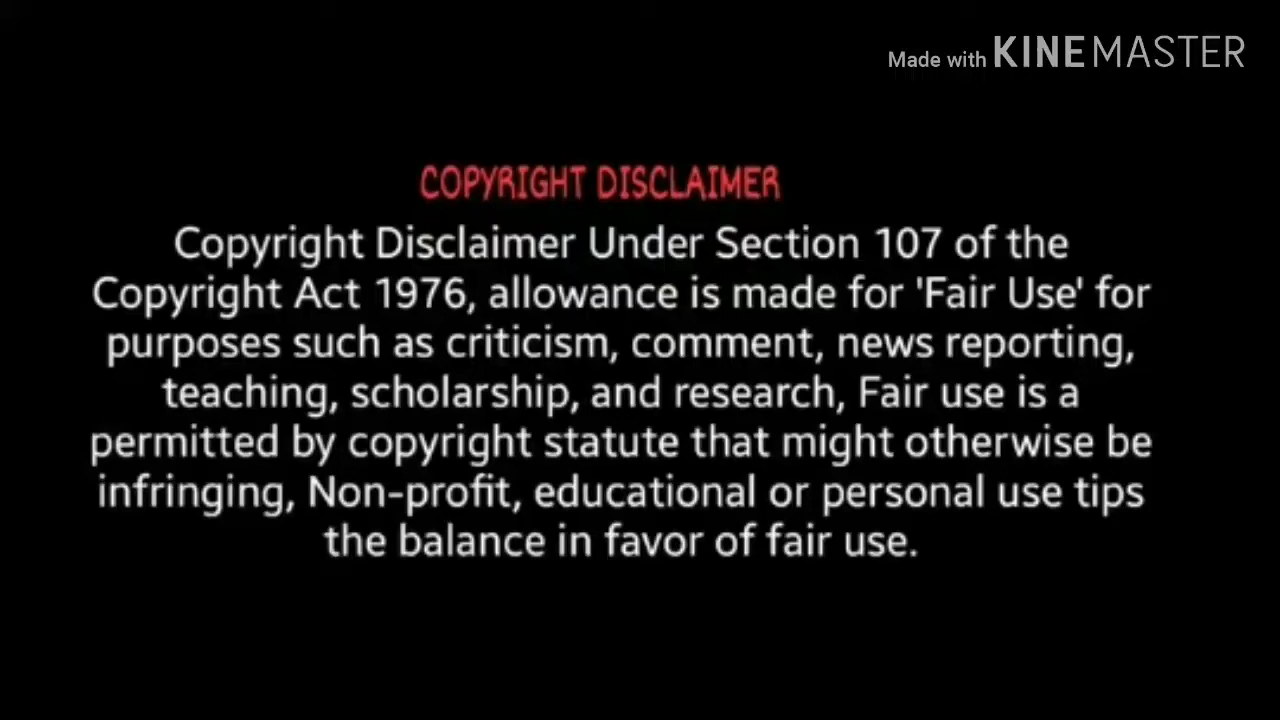 Made with KINEMASTER
COPYRIGHT DISCLAIMER
Copyright Disclaimer Under Section 107 of the
Copyright Act 1976, allowance is made for 'Fair Use' for
purposes such as criticism, comment, news reporting,
teaching, scholarship, and research, Fair use is a
permitted by copyright statute that might otherwise be
infringing, Non-profit, educational or personal use tips
the balance in favor of fair use.